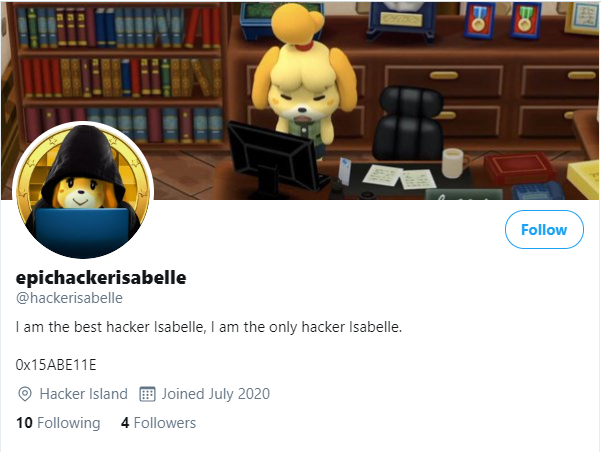 Follow
epichackerisabelle
@hackerisabelle
I am the best hacker Isabelle, I am the only hacker Isabelle.
0x15ABE11E
Hacker Island Joined July 2020
10 Following 4 Followers